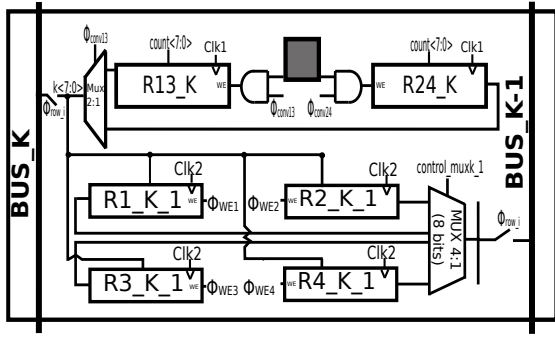 BUS_K
BUS_K-1
Φconv13
count<7:0>
Clk1
count<7:0>
Clk1
k<7:0>
Mux
2:1
R13_K
WE
WE
R24_K
Φrow_i
Φconv13
Φconv24
Clk2
Clk2
control_muxk_1
R1_K_1
WE
ΦWE1
ΦWE2
WE
R2_K_1
MUX 4:1
(8 bits)
Φrow_i
Clk2
Clk2
R3_K_1
WE
ΦWE3
ΦWE4
WE
R4_K_1